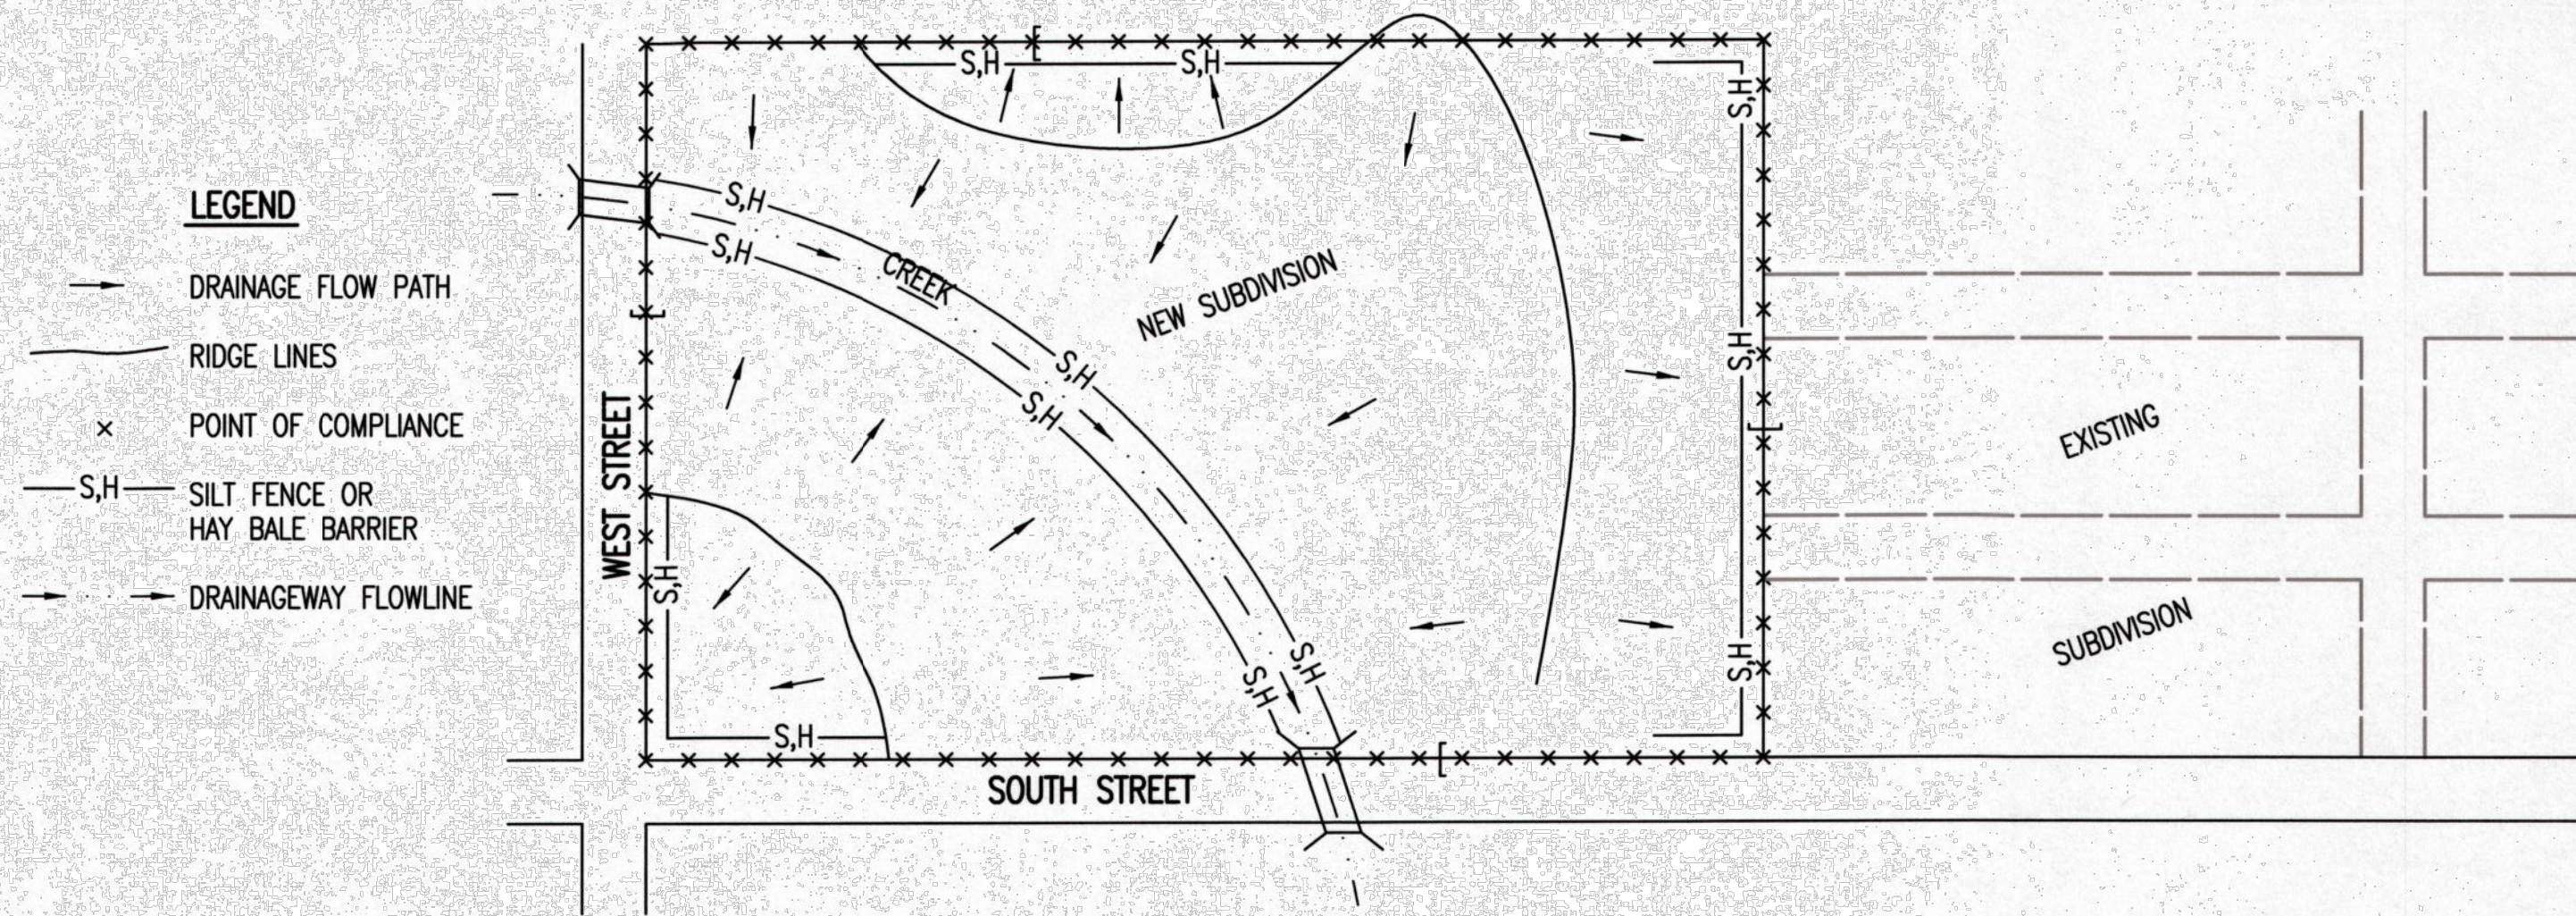 LEGEND
DRAINAGE FLOW PATH
RIDGE LINES
POINT OF COMPLIANCE
S,H
SILT FENCE OR
HAY BALE BARRIER
DRAINAGEWAY FLOWLINE
S,H
S,H
S,H
S,H
CREEK
NEW SUBDIVISION
S,H
S,H
S,H
S,H
WEST STREET
S,H
S,H
S,H
S,H
S,H
SOUTH STREET
EXISTING
SUBDIVISION